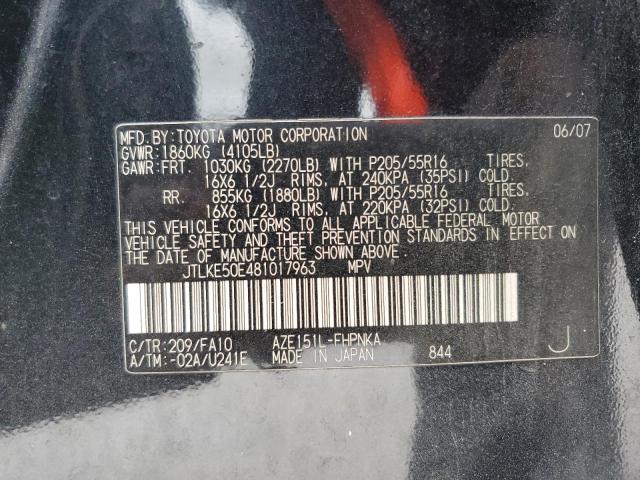 MFD.BY:TOYOTA MOTOR CORPORATION 06/07
GVWR:1860KG (4105LB)
GAWR:FRT. 1030KG (2270LB) WITH P205/55R16 TIRES,
16X6 1/2J RIMS, AT 240KPA (35PSI) COLD.
RR. 855KG (1880LB) WITH P205/55R16 TIRES,
16X6 1/2J RIMS, AT 220KPA (32PSI) COLD.
THIS VEHICLE CONFORMS TO ALL APPLICABLE FEDERAL MOTOR
VEHICLE SAFETY AND THEFT PREVENTION STANDARDS IN EFFECT ON
THE DATE OF MANUFACTURE SHOWN ABOVE.
JTLKE50E481017963 MPV
C/TR:209/FA10 AZE151L-FHPNKA J
A/TM:-02A/U241E MADE IN JAPAN 844